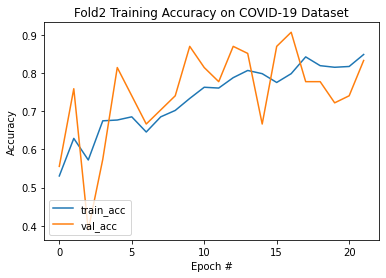 Fold2 Training Accuracy on COVID-19 Dataset
Accuracy
0.9
0.8
0.7
0.6
0.5
0.4
train_acc
val_acc
0 5 10 15 20
Epoch #